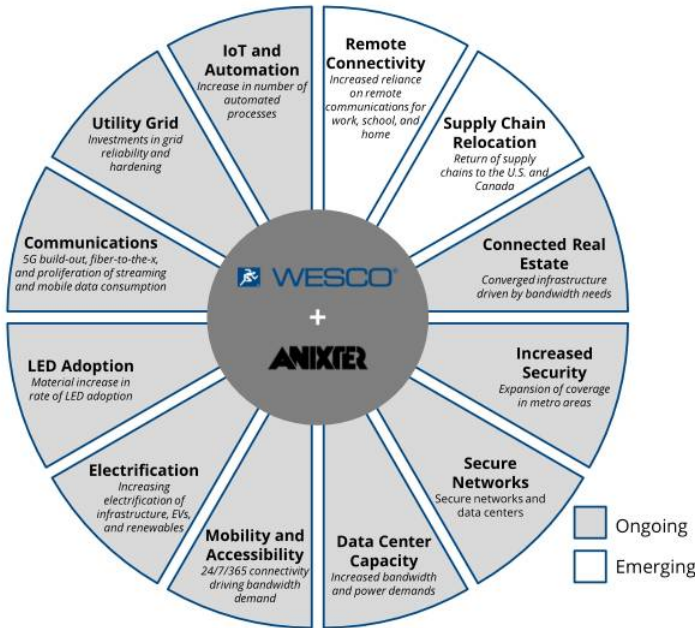 Remote
Connectivity
Increased reliance
on remote
communications for
work, school, and
home
Supply Chain
Relocation
Return of supply
chains to the U.S. and
Canada
Connected Real
Estate
Converged infrastructure
driven by bandwidth needs
Increased
Security
Expansion of coverage
in metro areas
Secure
Networks
Secure networks and
data centers
Data Center
Capacity
Increased bandwidth
and power demands
Mobility and
Accessibility
24/7/365 connectivity
driving bandwidth
demand
Electrification
Increasing
electrification of
infrastructure, EVs,
and renewables
LED Adoption
Material increase in
rate of LED adoption
Communications
5G build-out, fiber-to-the-x,
and proliferation of streaming
and mobile data consumption
Utility Grid
Investments in grid
reliability and
hardening
IoT and
Automation
Increase in number of
automated
processes
WESCO®
+
ANIXTER
Ongoing
Emerging